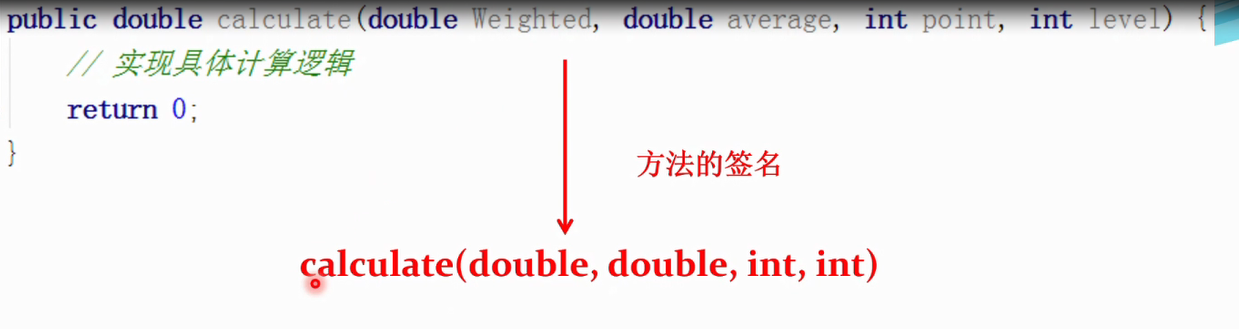 public double calculate(double Weighted, double average, int point, int level) {
// 实现具体计算逻辑
return 0;
}
方法的签名
calculate(double, double, int, int)